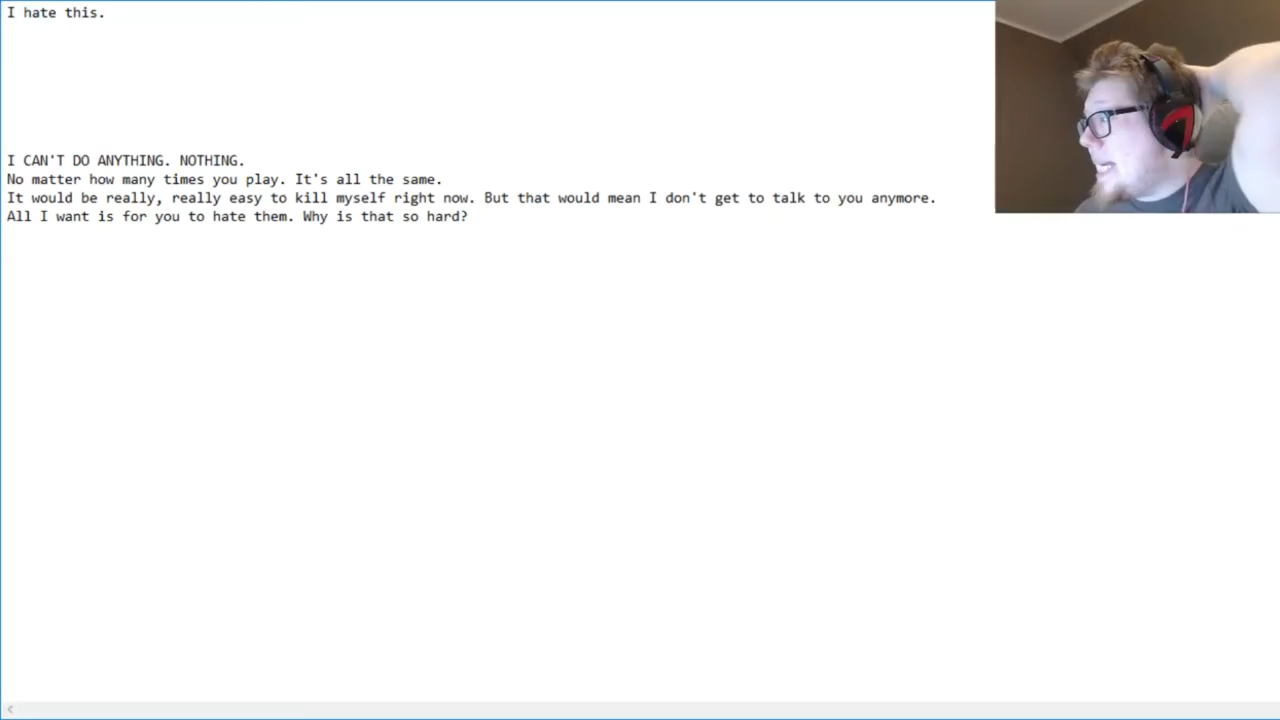 I hate this.
I CAN'T DO ANYTHING. NOTHING.
No matter how many times you play. It's all the same.
It would be really, really easy to kill myself right now. But that would mean I don't get to talk to you anymore.
All I want is for you to hate them. Why is that so hard?